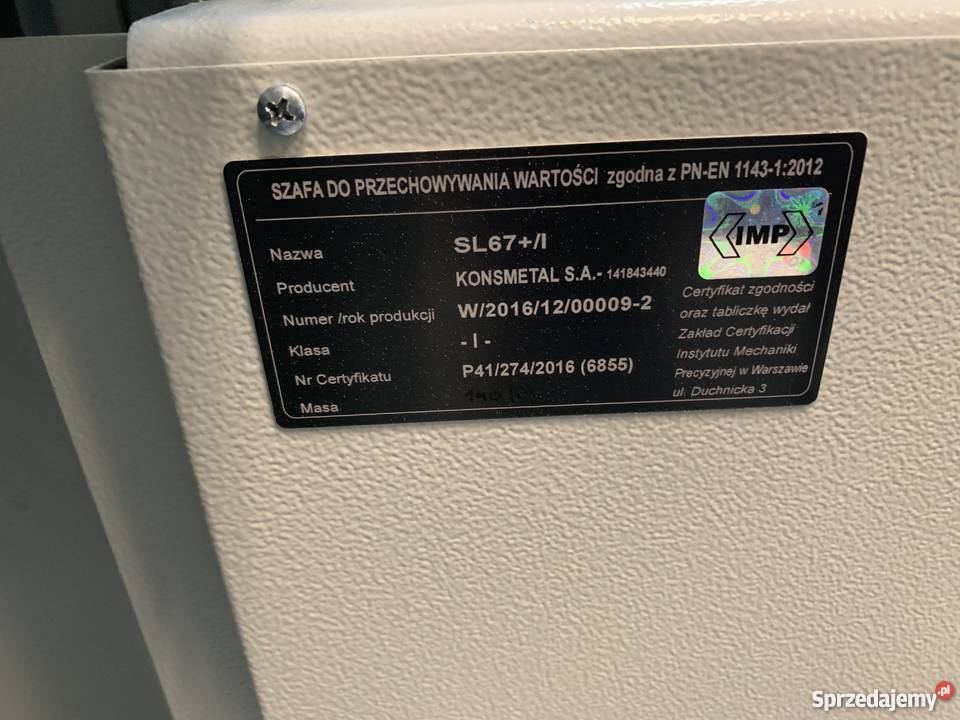 SZAFA DO PRZECHOWYWANIA WARTOŚCI zgodna z PN-EN 1143-1:2012
Nazwa SL67+/I
Producent KONSMETAL S.A.- 141843440
Numer /rok produkcji W/2016/12/00009-2
Klasa - I -
Nr Certyfikatu P41/274/2016 (6855)
Masa
IMP
Certyfikat zgodności
oraz tabliczkę wydał
Zakład Certyfikacji
Instytutu Mechaniki
Precyzyjnej w Warszawie
ul. Duchnicka 3
Sprzedajemy.pl